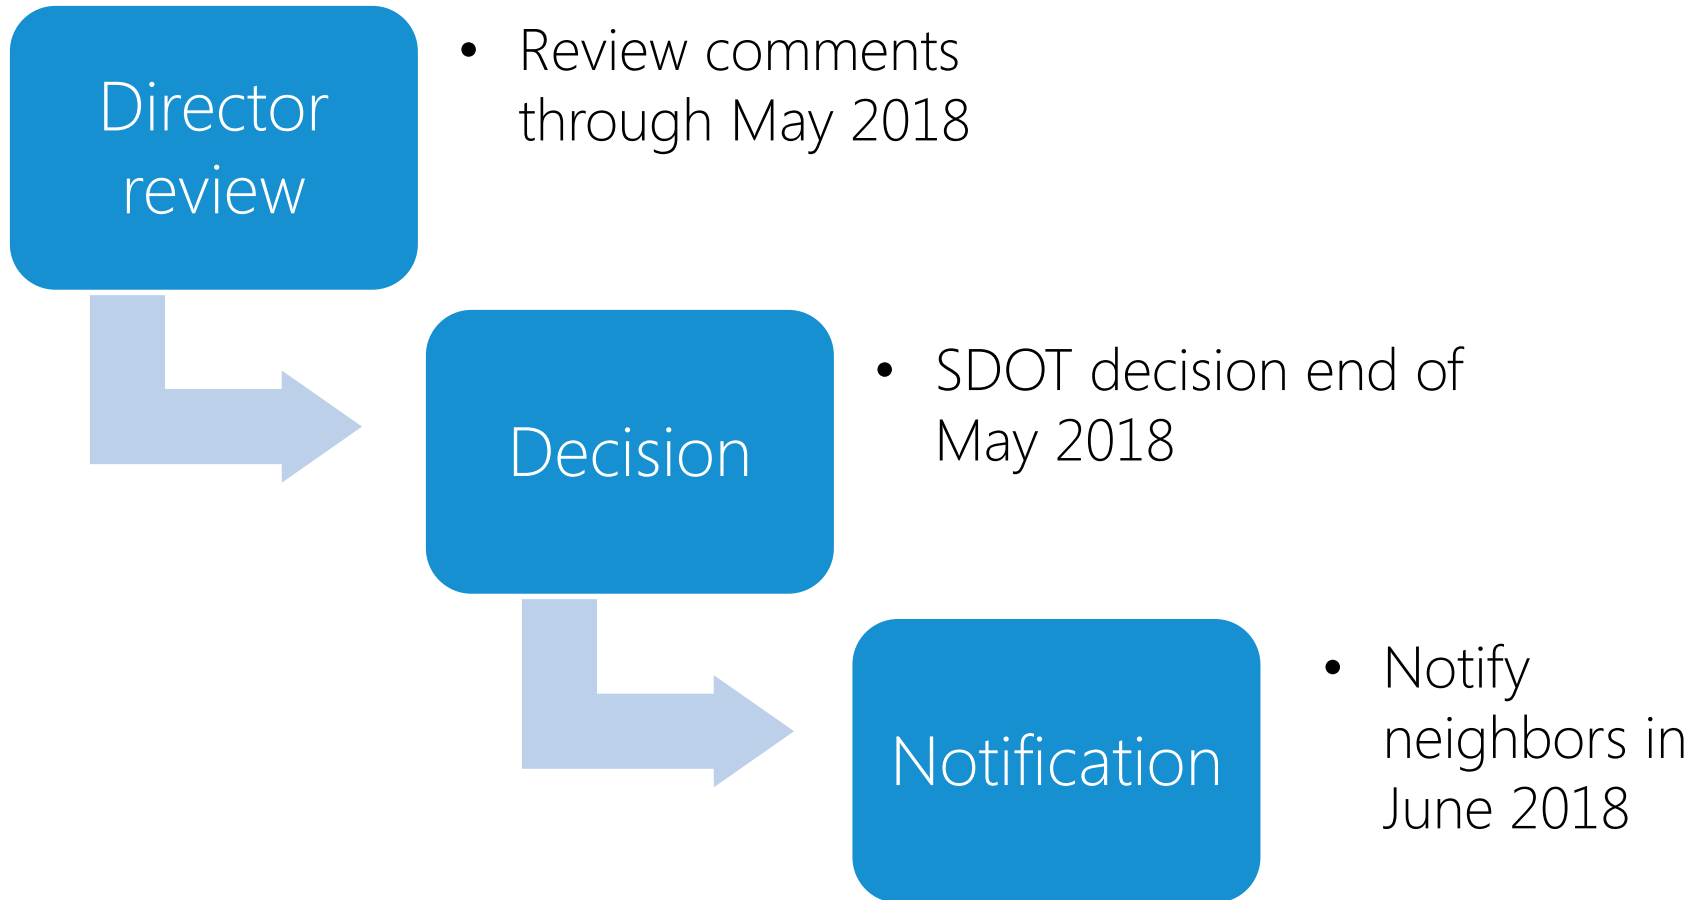 Director
review
• Review comments
through May 2018
Decision
• SDOT decision end of
May 2018
Notification
• Notify
neighbors in
June 2018